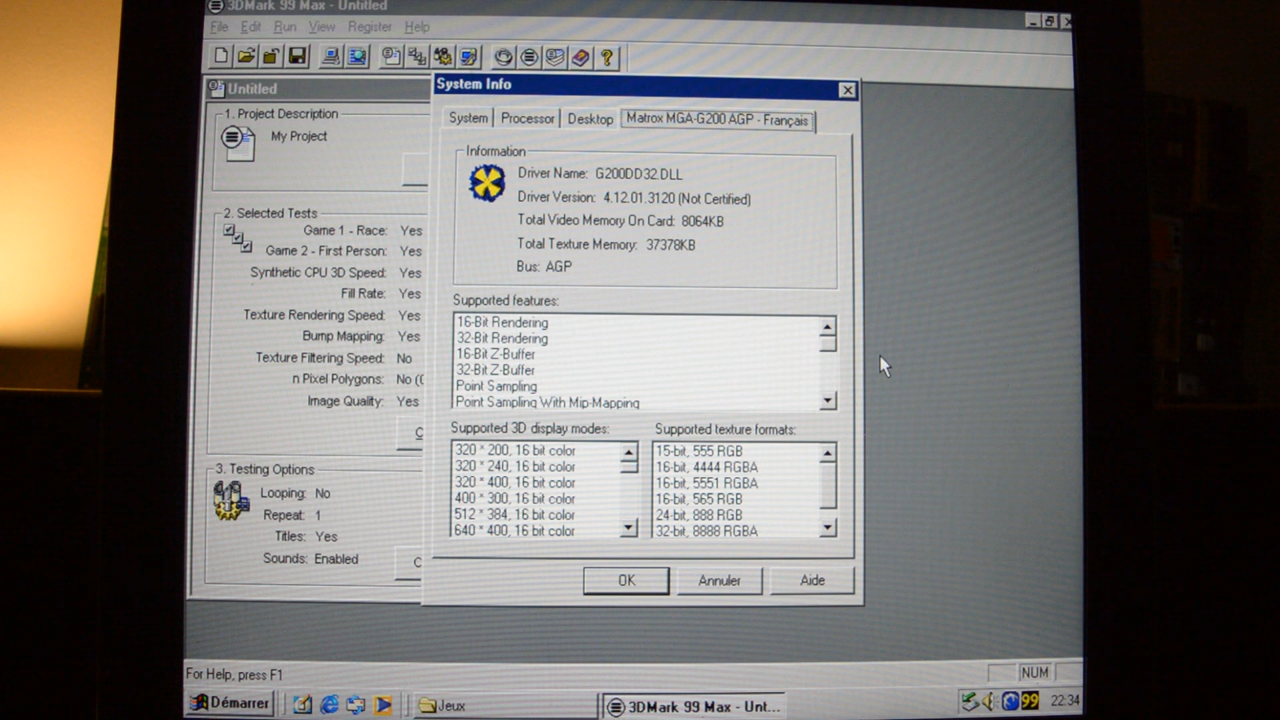 3DMark 99 Max - Untitled
File Edit Run View Register Help
Untitled
1. Project Description
My Project
2. Selected Tests
Game 1 - Race: Yes
Game 2 - First Person: Yes
Synthetic CPU 3D Speed: Yes
Fill Rate: Yes
Texture Rendering Speed: Yes
Bump Mapping: Yes
Texture Filtering Speed: No
n Pixel Polygons: No (
Image Quality: Yes
3. Testing Options
Looping: No
Repeat: 1
Titles: Yes
Sounds: Enabled
System Info
System Processor Desktop Matrox MGA-G200 AGP - Français
Information
Driver Name: G200DD32.DLL
Driver Version: 4.12.01.3120 (Not Certified)
Total Video Memory On Card: 8064KB
Total Texture Memory: 37378KB
Bus: AGP
Supported features:
16-Bit Rendering
32-Bit Rendering
16-Bit Z-Buffer
32-Bit Z-Buffer
Point Sampling
Point Sampling With Mip-Mapping
Supported 3D display modes:
320 * 200, 16 bit color
320 * 240, 16 bit color
320 * 400, 16 bit color
400 * 300, 16 bit color
512 * 384, 16 bit color
640 * 400, 16 bit color
Supported texture formats:
15-bit, 555 RGB
16-bit, 4444 RGBA
16-bit, 5551 RGBA
16-bit, 565 RGB
24-bit, 888 RGB
32-bit, 8888 RGBA
OK Annuler Aide
For Help, press F1
NUM
Démarrer Jeux 3DMark 99 Max - Unt... 99 22:34